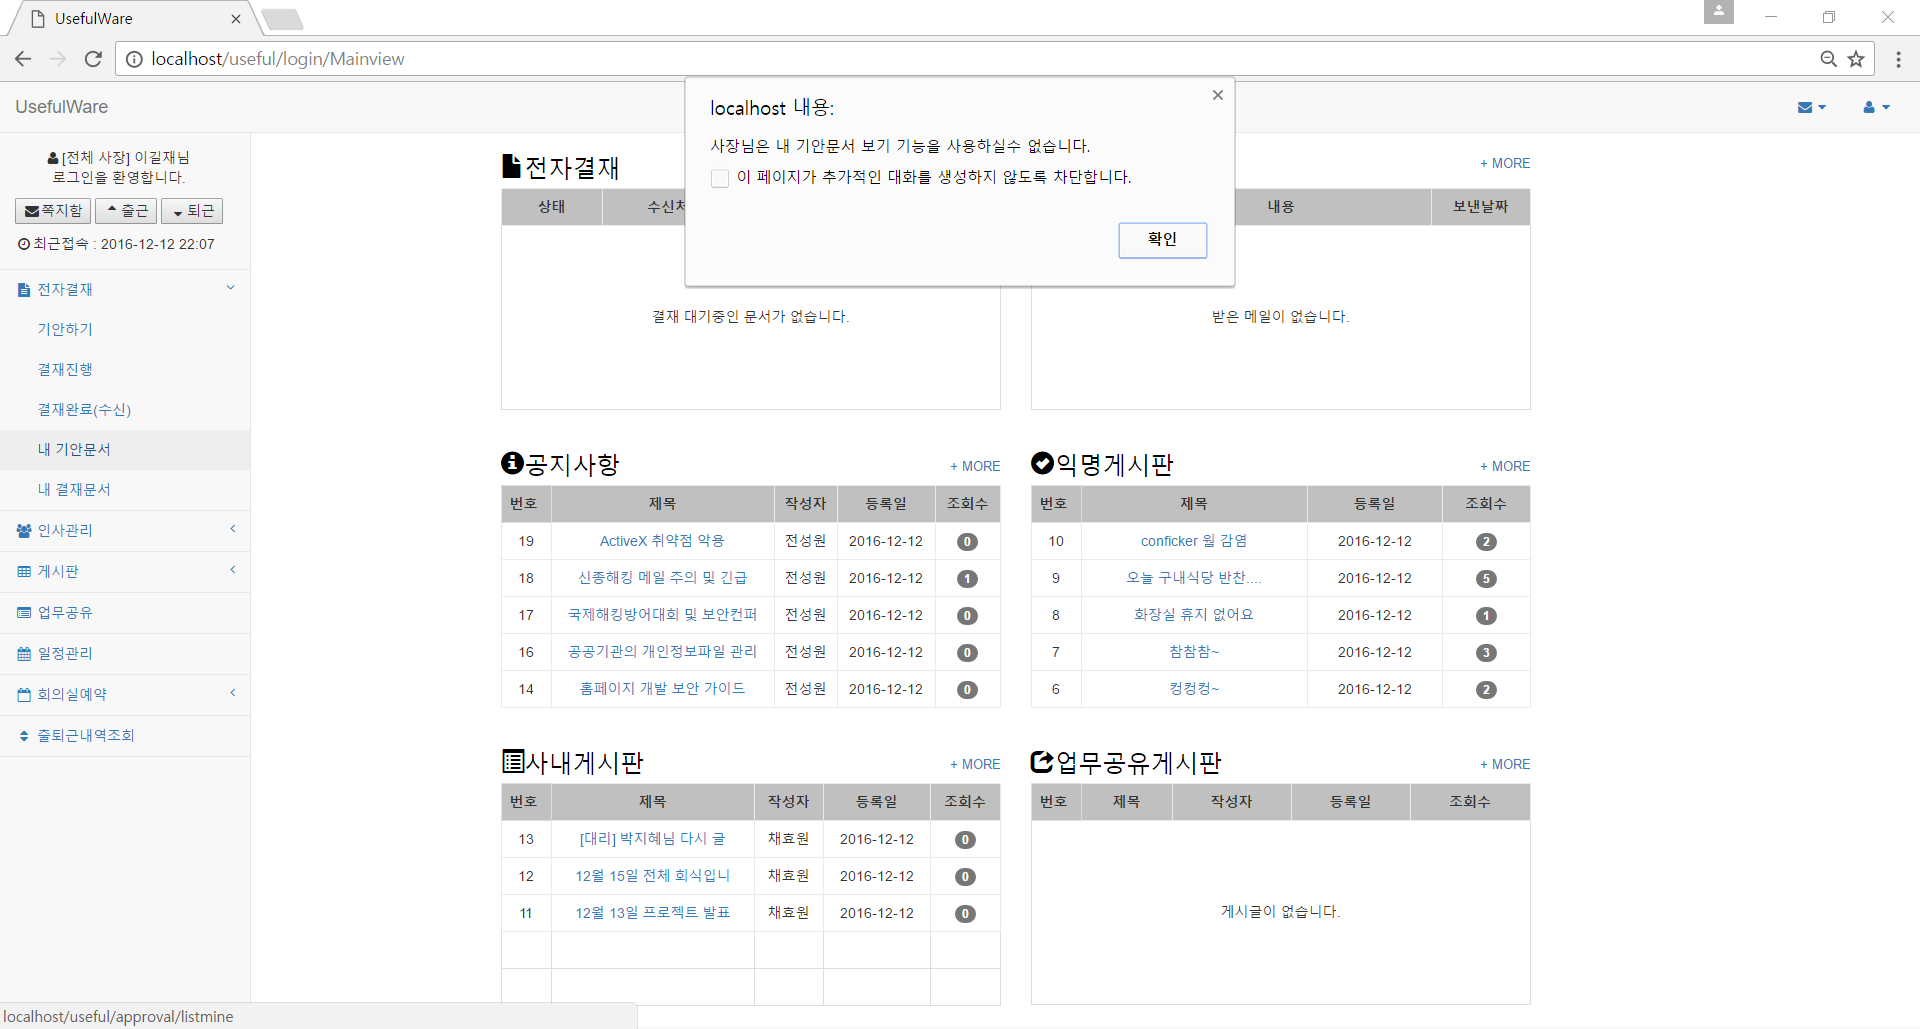 UsefulWare
localhost/useful/login/Mainview
UsefulWare
localhost 내용:
사장님은 내 기안문서 보기 기능을 사용하실수 없습니다.
이 페이지가 추가적인 대화를 생성하지 않도록 차단합니다.
확인
[전체 사장] 이길재님
로그인을 환영합니다.
쪽지함 출근 퇴근
최근접속 : 2016-12-12 22:07
전자결재
기안하기
결재진행
결재완료(수신)
내 기안문서
내 결재문서
인사관리
게시판
업무공유
일정관리
회의실예약
출퇴근내역조회
전자결재
상태 수신처
결재 대기중인 문서가 없습니다.
+ MORE
내용 보낸날짜
받은 메일이 없습니다.
공지사항 + MORE
번호 제목 작성자 등록일 조회수
19 ActiveX 취약점 악용 전성원 2016-12-12 0
18 신종해킹 메일 주의 및 긴급 전성원 2016-12-12 1
17 국제해킹방어대회 및 보안컨퍼 전성원 2016-12-12 0
16 공공기관의 개인정보파일 관리 전성원 2016-12-12 0
14 홈페이지 개발 보안 가이드 전성원 2016-12-12 0
익명게시판 + MORE
번호 제목 등록일 조회수
10 conficker 웜 감염 2016-12-12 2
9 오늘 구내식당 반찬.... 2016-12-12 5
8 화장실 휴지 없어요 2016-12-12 1
7 참참참~ 2016-12-12 3
6 컹컹컹~ 2016-12-12 2
사내게시판 + MORE
번호 제목 작성자 등록일 조회수
13 [대리] 박지혜님 다시 글 채효원 2016-12-12 0
12 12월 15일 전체 회식입니 채효원 2016-12-12 0
11 12월 13일 프로젝트 발표 채효원 2016-12-12 0
업무공유게시판 + MORE
번호 제목 작성자 등록일 조회수
게시글이 없습니다.
localhost/useful/approval/listmine